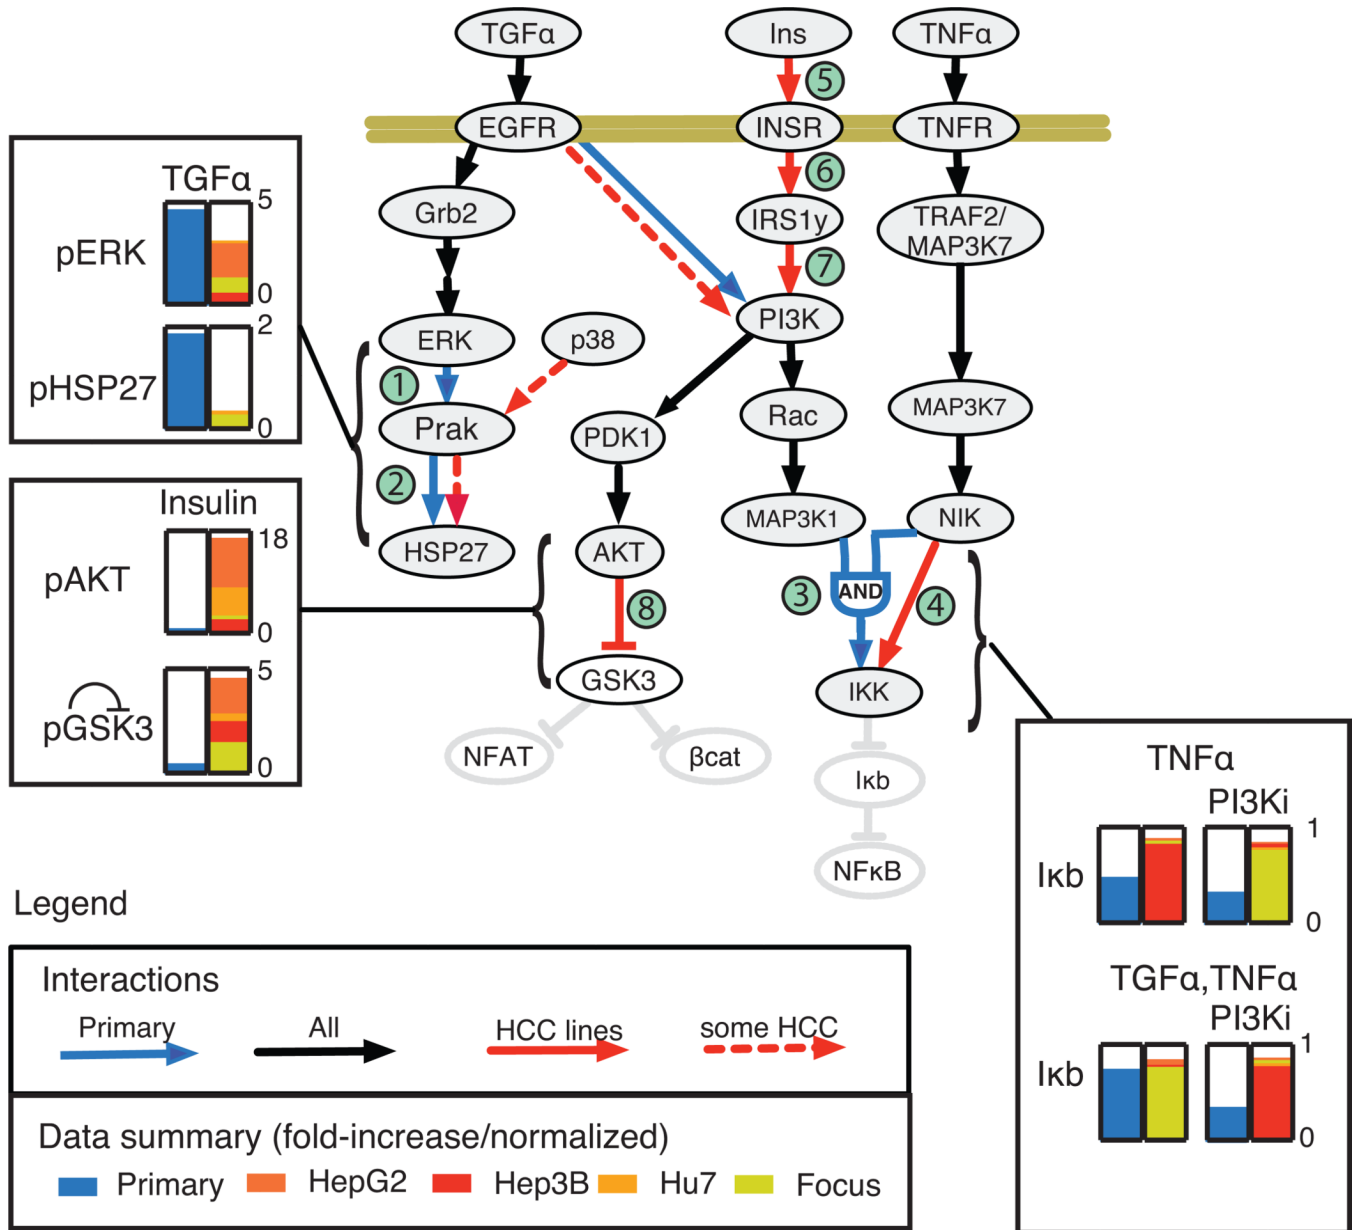 TGFα
Ins
TNFα
5
EGFR
INSR
TNFR
6
Grb2
IRS1y
TRAF2/
MAP3K7
7
PI3K
ERK
p38
1
Prak
Rac
MAP3K7
PDK1
2
MAP3K1
NIK
HSP27
AKT
3
AND
4
8
GSK3
IKK
NFAT
βcat
Iκb
NFκB
TGFα
pERK
5
0
pHSP27
2
0
Insulin
pAKT
18
0
pGSK3
5
0
TNFα
PI3Ki
Iκb
1
0
TGFα,TNFα
PI3Ki
Iκb
1
0
Legend
Interactions
Primary
All
HCC lines
some HCC
Data summary (fold-increase/normalized)
Primary
HepG2
Hep3B
Hu7
Focus